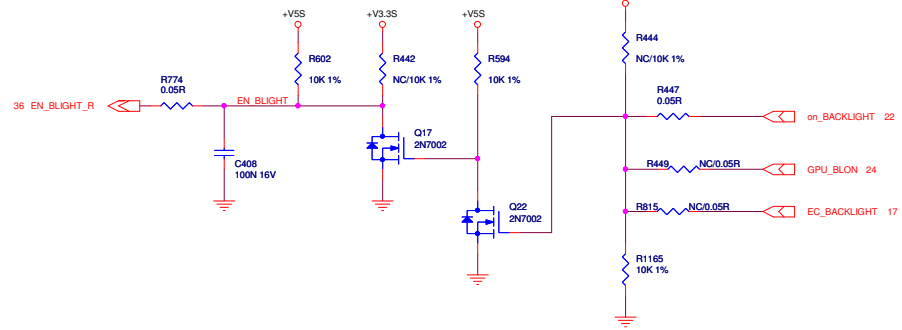 +V5S
+V3.3S
+V5S
R444
NC/10K 1%
R602
10K 1%
R442
NC/10K 1%
R594
10K 1%
R774
0.05R
R447
0.05R
36 EN_BLIGHT_R
EN_BLIGHT
on_BACKLIGHT 22
Q17
2N7002
C408
100N 16V
R449 NC/0.05R
GPU_BLON 24
Q22
2N7002
R815 NC/0.05R
EC_BACKLIGHT 17
R1165
10K 1%